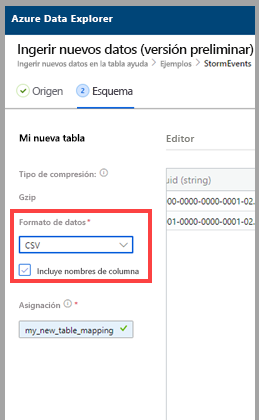 Azure Data Explorer
Ingerir nuevos datos (versión preliminar)
Ingerir nuevos datos en la tabla ayuda > Ejemplos > StormEvents
Origen 2 Esquema
Mi nueva tabla
Editor
Tipo de compresión:
uid (string)
Gzip
00-0000-0000-0001-02.
Formato de datos *
01-0000-0000-0001-02.
CSV
Incluye nombres de columna
Asignación *
my_new_table_mapping